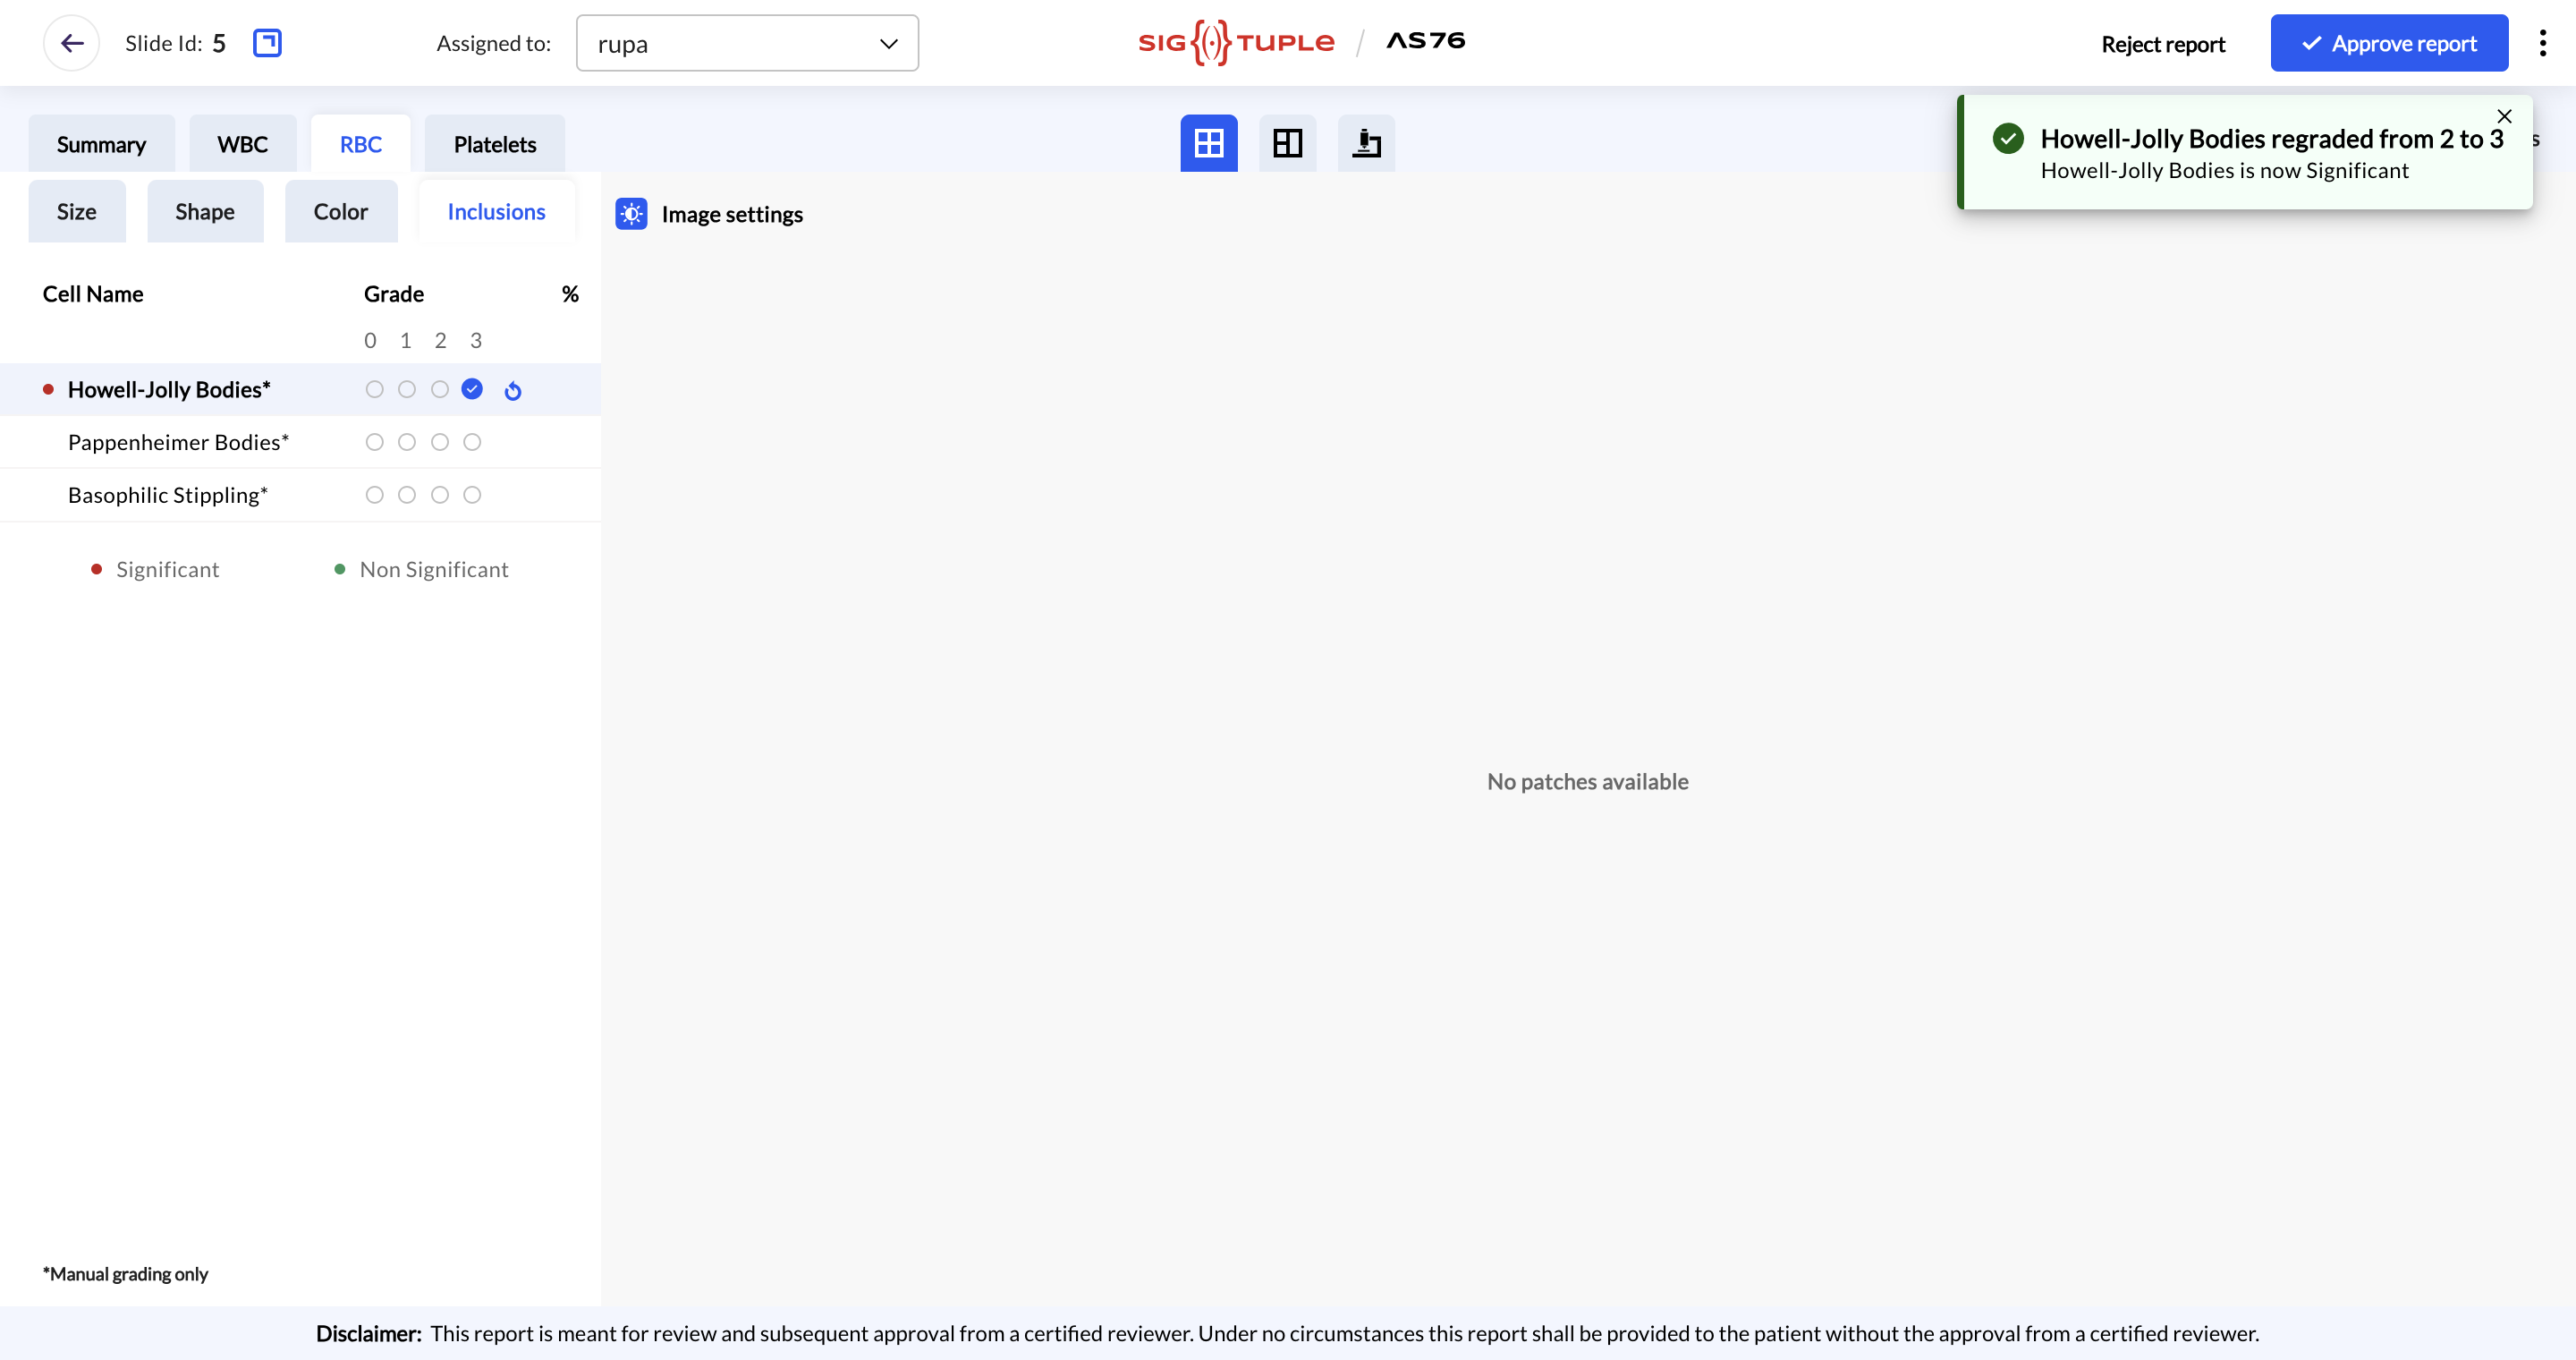 Slide Id: 5
Assigned to:
rupa
SIG{(·)}TUPLE / AS76
Reject report
Approve report
Summary
WBC
RBC
Platelets
Howell-Jolly Bodies regraded from 2 to 3
Howell-Jolly Bodies is now Significant
s
Size
Shape
Color
Inclusions
Image settings
Cell Name
Grade
%
0 1 2 3
Howell-Jolly Bodies*
Pappenheimer Bodies*
Basophilic Stippling*
Significant
Non Significant
No patches available
*Manual grading only
Disclaimer: This report is meant for review and subsequent approval from a certified reviewer. Under no circumstances this report shall be provided to the patient without the approval from a certified reviewer.